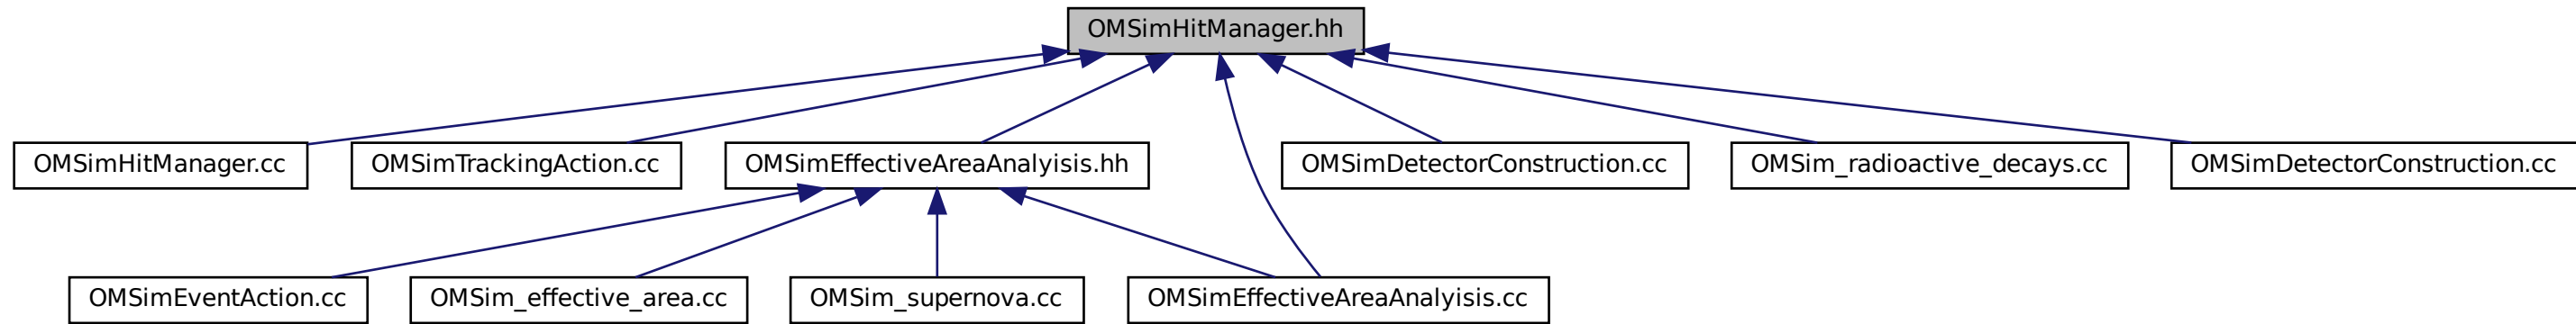 OMSimHitManager.hh
OMSimHitManager.cc
OMSimTrackingAction.cc
OMSimEffectiveAreaAnalyisis.hh
OMSimDetectorConstruction.cc
OMSim_radioactive_decays.cc
OMSimDetectorConstruction.cc
OMSimEventAction.cc
OMSim_effective_area.cc
OMSim_supernova.cc
OMSimEffectiveAreaAnalyisis.cc